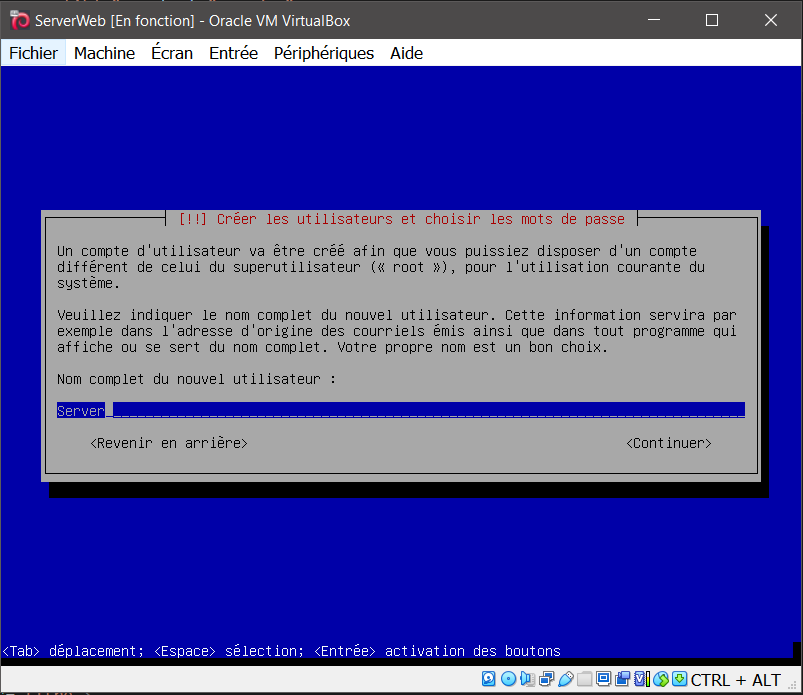 ServerWeb [En fonction] - Oracle VM VirtualBox
Fichier Machine Écran Entrée Périphériques Aide
[!!] Créer les utilisateurs et choisir les mots de passe
Un compte d'utilisateur va être créé afin que vous puissiez disposer d'un compte
différent de celui du superutilisateur (« root »), pour l'utilisation courante du
système.
Veuillez indiquer le nom complet du nouvel utilisateur. Cette information servira par
exemple dans l'adresse d'origine des courriels émis ainsi que dans tout programme qui
affiche ou se sert du nom complet. Votre propre nom est un bon choix.
Nom complet du nouvel utilisateur :
Server
<Revenir en arrière> <Continuer>
<Tab> déplacement; <Espace> sélection; <Entrée> activation des boutons
CTRL + ALT